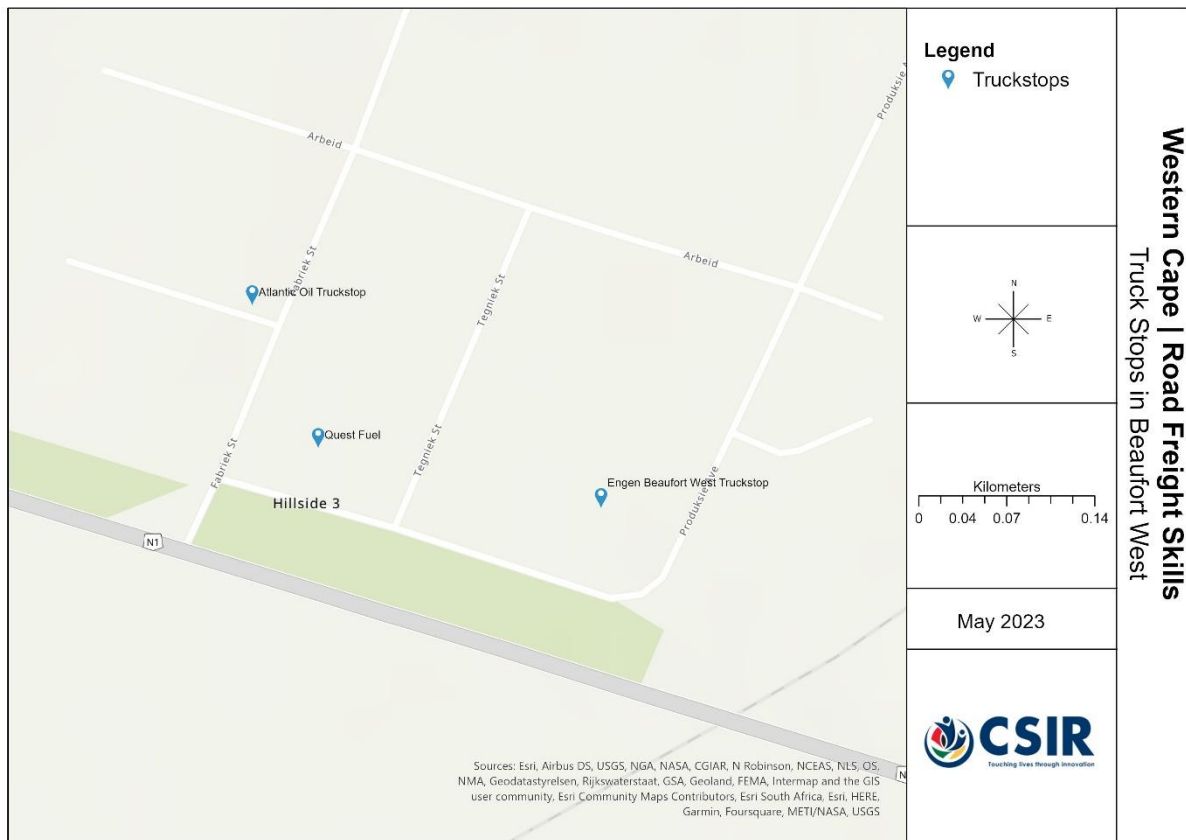 Arbeid
Produksie A
Fabriek St
Arbeid
Tegniek St
Atlantic Oil Truckstop
Quest Fuel
Tegniek St
Fabriek St
Engen Beaufort West Truckstop
Produksie Ave
Hillside 3
N1
N
Sources: Esri, Airbus DS, USGS, NGA, NASA, CGIAR, N Robinson, NCEAS, NLS, OS,
NMA, Geodatastyrelsen, Rijkswaterstaat, GSA, Geoland, FEMA, Intermap and the GIS
user community, Esri Community Maps Contributors, Esri South Africa, Esri, HERE,
Garmin, Foursquare, METI/NASA, USGS
Legend
Truckstops
N
W E
S
Kilometers
0 0.04 0.07 0.14
May 2023
CSIR
Touching lives through innovation
Western Cape | Road Freight Skills
Truck Stops in Beaufort West